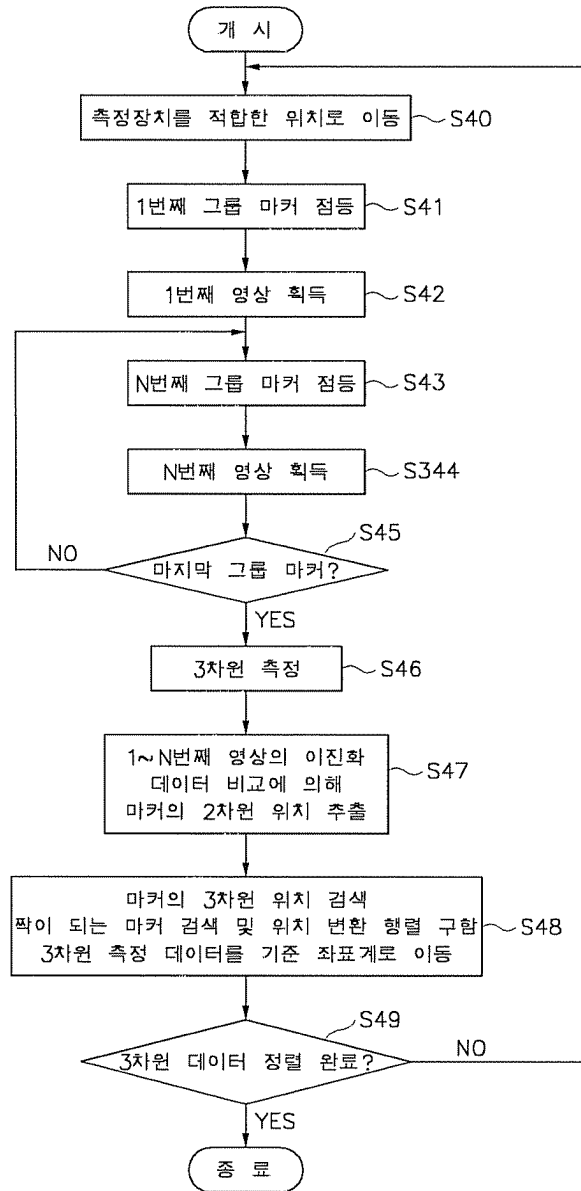 개 시
측정장치를 적합한 위치로 이동 S40
1번째 그룹 마커 점등 S41
1번째 영상 획득 S42
N번째 그룹 마커 점등 S43
N번째 영상 획득 S344
S45
NO
마지막 그룹 마커?
YES
3차원 측정 S46
1~N번째 영상의 이진화
데이터 비교에 의해
마커의 2차원 위치 추출
S47
마커의 3차원 위치 검색
짝이 되는 마커 검색 및 위치 변환 행렬 구함
3차원 측정 데이터를 기준 좌표계로 이동
S48
S49
3차원 데이터 정렬 완료?
NO
YES
종 료